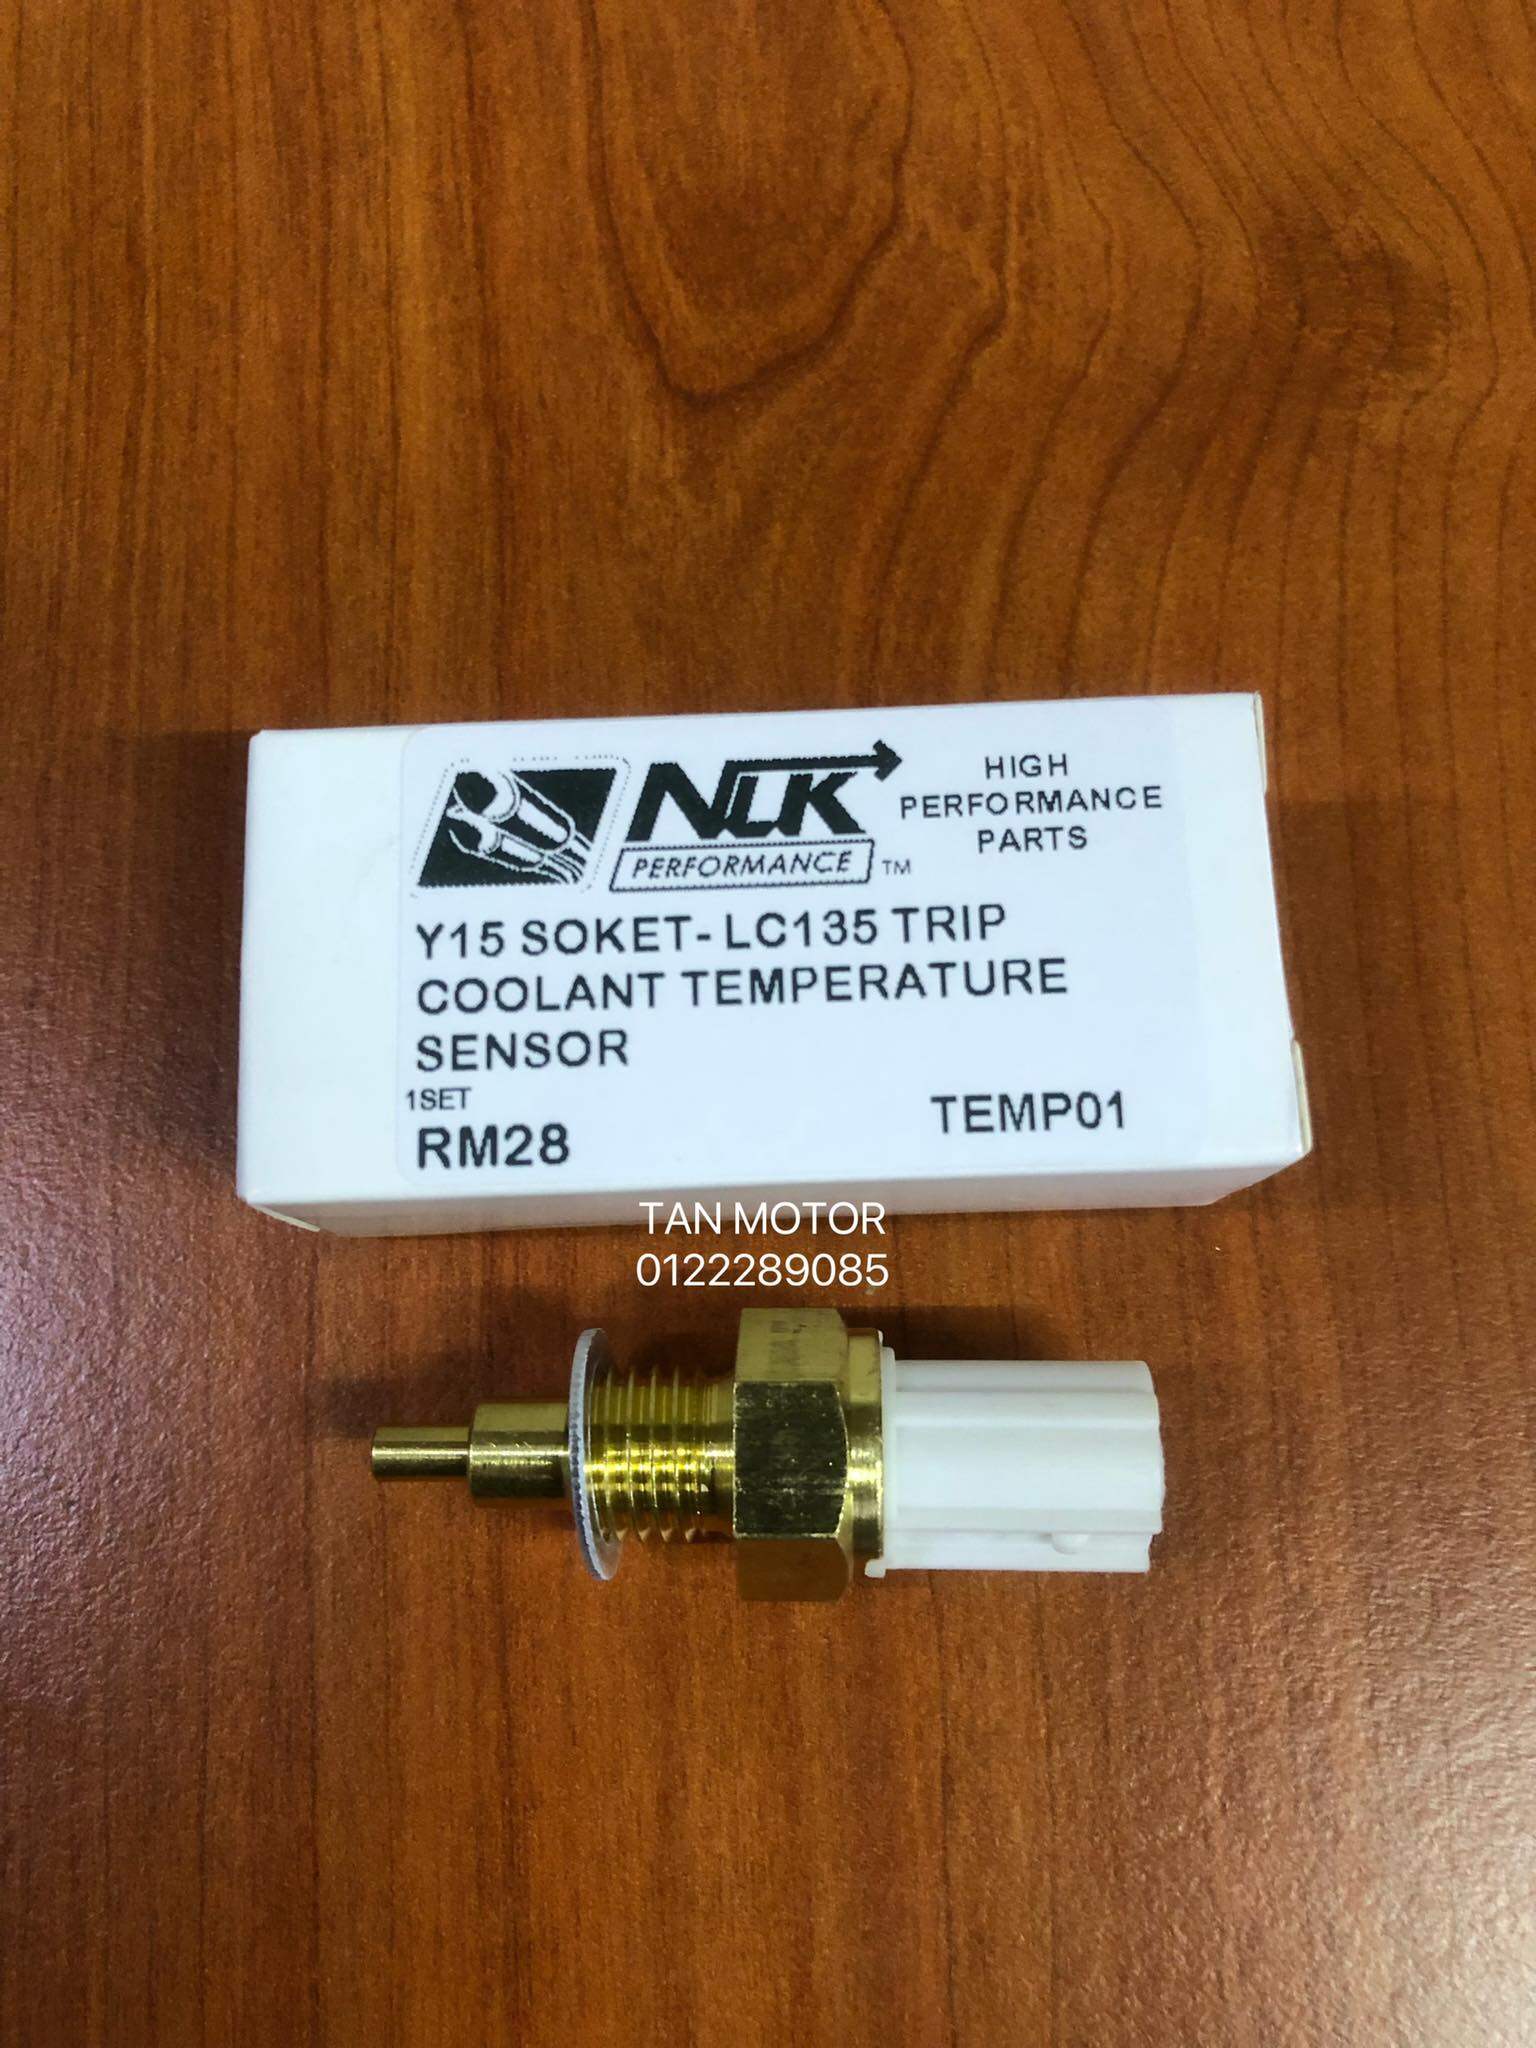 NLK
PERFORMANCE TM
HIGH
PERFORMANCE
PARTS
Y15 SOKET- LC135 TRIP
COOLANT TEMPERATURE
SENSOR
1SET
RM28
TEMP01
TAN MOTOR
0122289085